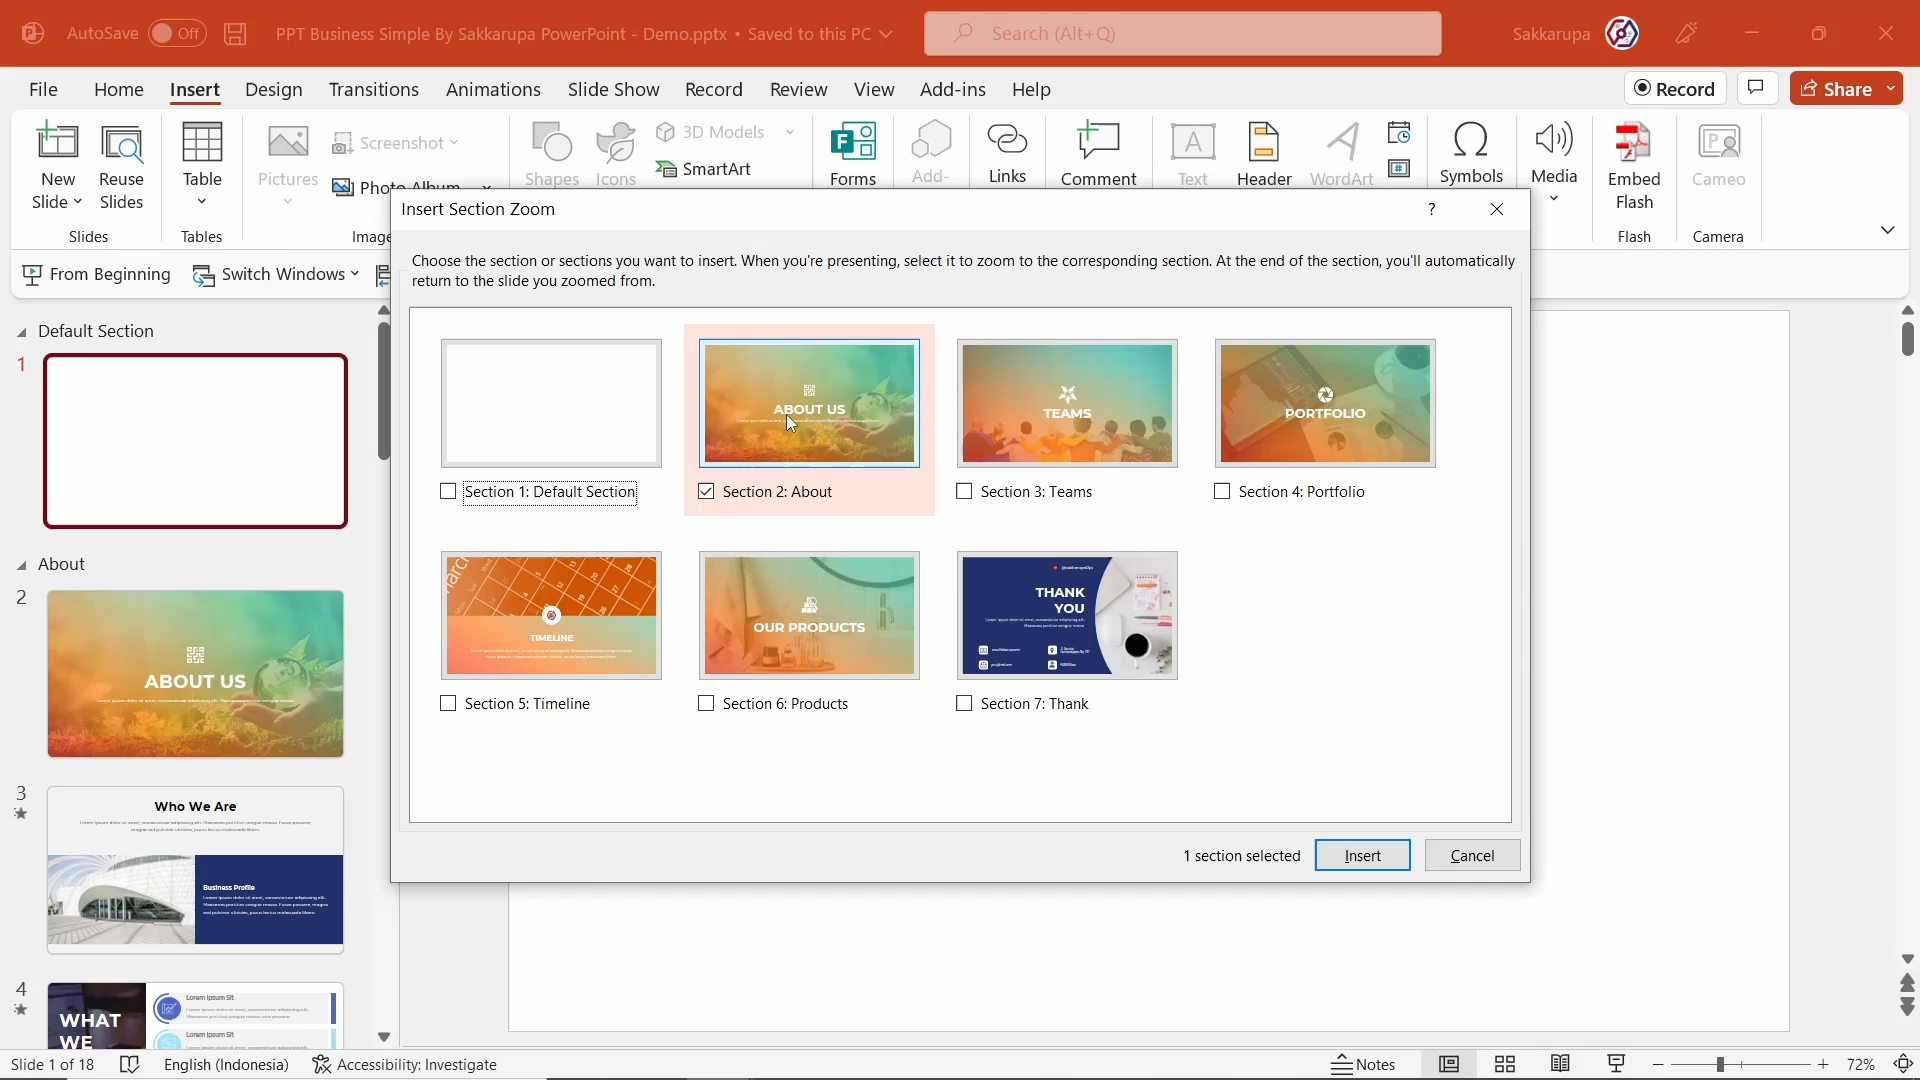 AutoSave Off PPT Business Simple By Sakkarupa PowerPoint - Demo.pptx • Saved to this PC Search (Alt+Q) Sakkarupa
File Home Insert Design Transitions Animations Slide Show Record Review View Add-ins Help Record Share
New Slide
Reuse Slides
Table
Pictures
Screenshot
Photo Album
Shapes
Icons
3D Models
SmartArt
Forms
Add-
Links
Comment
Text
Header
WordArt
Symbols
Media
Embed Flash
Cameo
Slides Tables Image Flash Camera
From Beginning Switch Windows
Insert Section Zoom ?
Choose the section or sections you want to insert. When you're presenting, select it to zoom to the corresponding section. At the end of the section, you'll automatically
return to the slide you zoomed from.
ABOUT US
TEAMS
PORTFOLIO
Section 1: Default Section
Section 2: About
Section 3: Teams
Section 4: Portfolio
TIMELINE
OUR PRODUCTS
THANK
YOU
Section 5: Timeline
Section 6: Products
Section 7: Thank
1 section selected Insert Cancel
Default Section
1
About
2
ABOUT US
3
Who We Are
Business Profile
4
WHAT
WE
Lorem Ipsum Sit
Lorem Ipsum Sit
Slide 1 of 18 English (Indonesia) Accessibility: Investigate Notes 72%